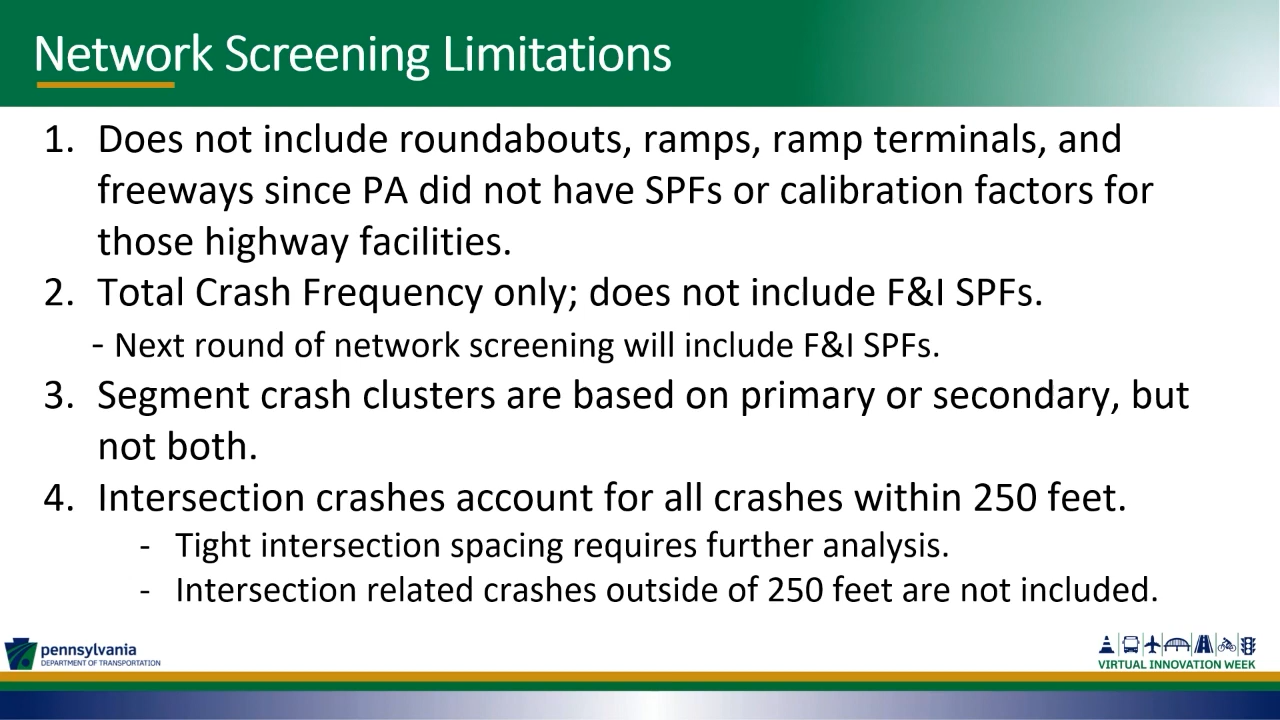 Network Screening Limitations
1. Does not include roundabouts, ramps, ramp terminals, and
freeways since PA did not have SPFs or calibration factors for
those highway facilities.
2. Total Crash Frequency only; does not include F&I SPFs.
- Next round of network screening will include F&I SPFs.
3. Segment crash clusters are based on primary or secondary, but
not both.
4. Intersection crashes account for all crashes within 250 feet.
- Tight intersection spacing requires further analysis.
- Intersection related crashes outside of 250 feet are not included.
pennsylvania
DEPARTMENT OF TRANSPORTATION
VIRTUAL INNOVATION WEEK